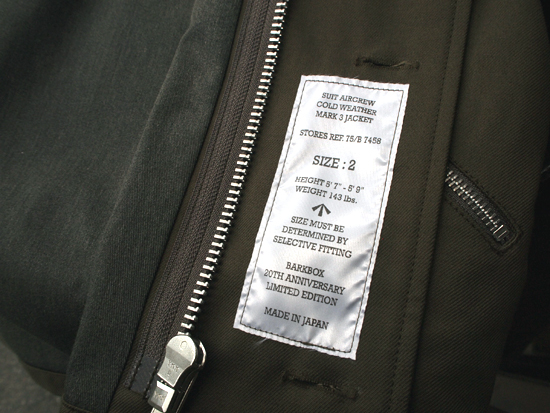 SUIT AIRCREW
COLD WEATHER
MARK 3 JACKET
STORES REF. 75/B 7458
SIZE : 2
HEIGHT 5' 7" - 5' 9"
WEIGHT 143 lbs.
SIZE MUST BE
DETERMINED BY
SELECTIVE FITTING
BARKBOX
20TH ANNIVERSARY
LIMITED EDITION
MADE IN JAPAN